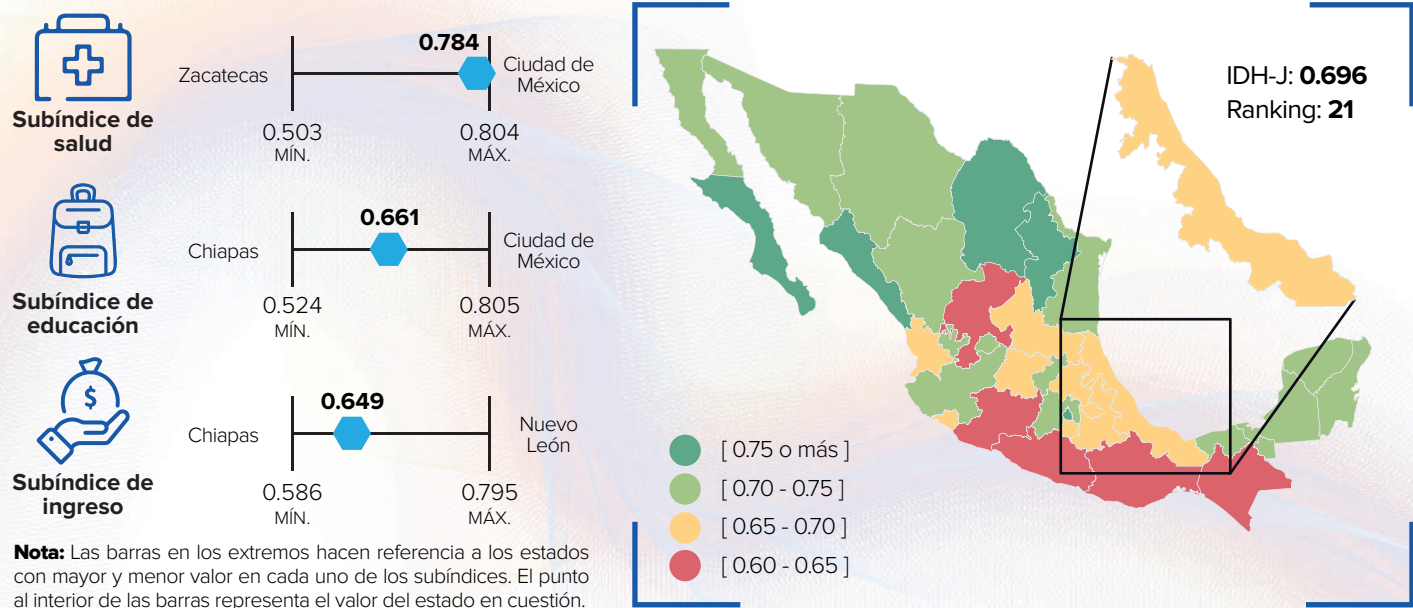 Subíndice de
salud
Zacatecas
0.784
Ciudad de
México
0.503
MÍN.
0.804
MÁX.
Subíndice de
educación
Chiapas
0.661
Ciudad de
México
0.524
MÍN.
0.805
MÁX.
$
Subíndice de
ingreso
Chiapas
0.649
Nuevo
León
0.586
MÍN.
0.795
MÁX.
Nota: Las barras en los extremos hacen referencia a los estados
con mayor y menor valor en cada uno de los subíndices. El punto
al interior de las barras representa el valor del estado en cuestión.
IDH-J: 0.696
Ranking: 21
[ 0.75 o más ]
[ 0.70 - 0.75 ]
[ 0.65 - 0.70 ]
[ 0.60 - 0.65 ]